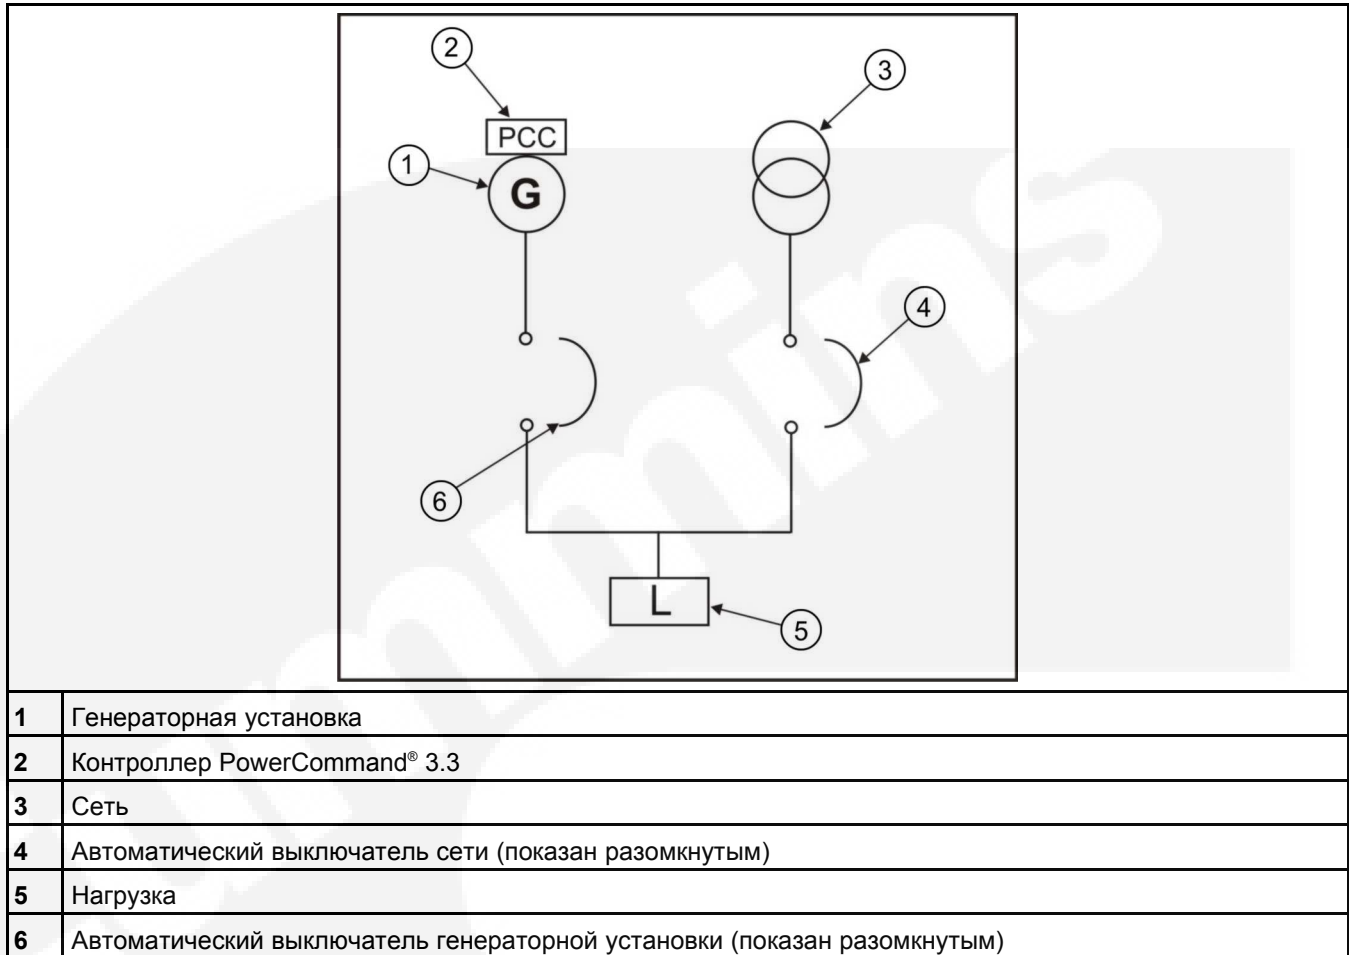 2
3
PCC
1
G
4
6
L
5
1 Генераторная установка
2 Контроллер PowerCommand® 3.3
3 Сеть
4 Автоматический выключатель сети (показан разомкнутым)
5 Нагрузка
6 Автоматический выключатель генераторной установки (показан разомкнутым)
cummins